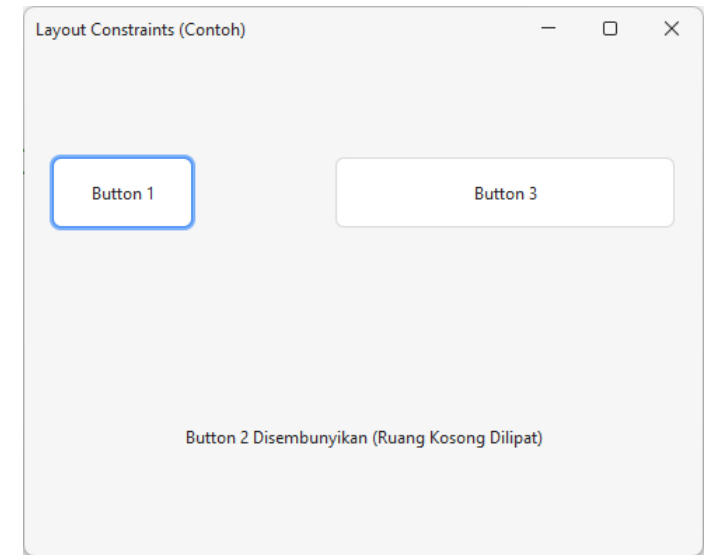 Layout Constraints (Contoh)
Button 1
Button 3
Button 2 Disembunyikan (Ruang Kosong Dilipat)